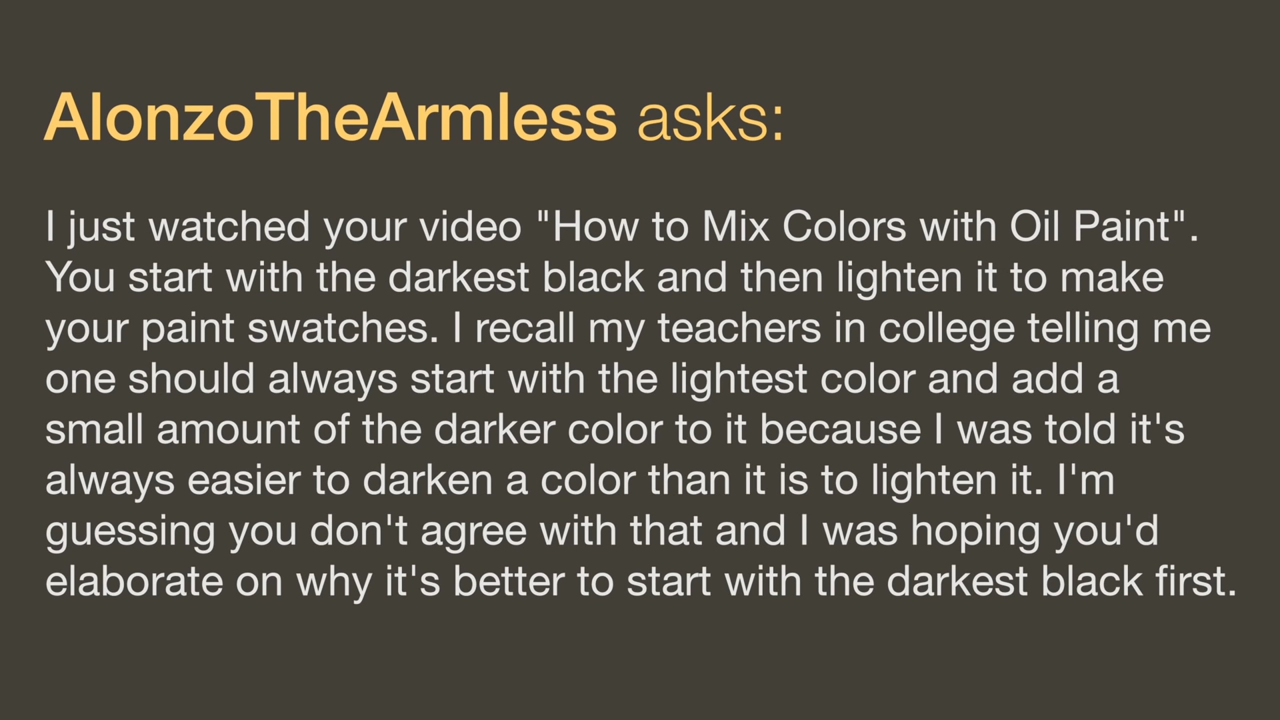 AlonzoTheArmless asks:
I just watched your video "How to Mix Colors with Oil Paint".
You start with the darkest black and then lighten it to make
your paint swatches. I recall my teachers in college telling me
one should always start with the lightest color and add a
small amount of the darker color to it because I was told it's
always easier to darken a color than it is to lighten it. I'm
guessing you don't agree with that and I was hoping you'd
elaborate on why it's better to start with the darkest black first.